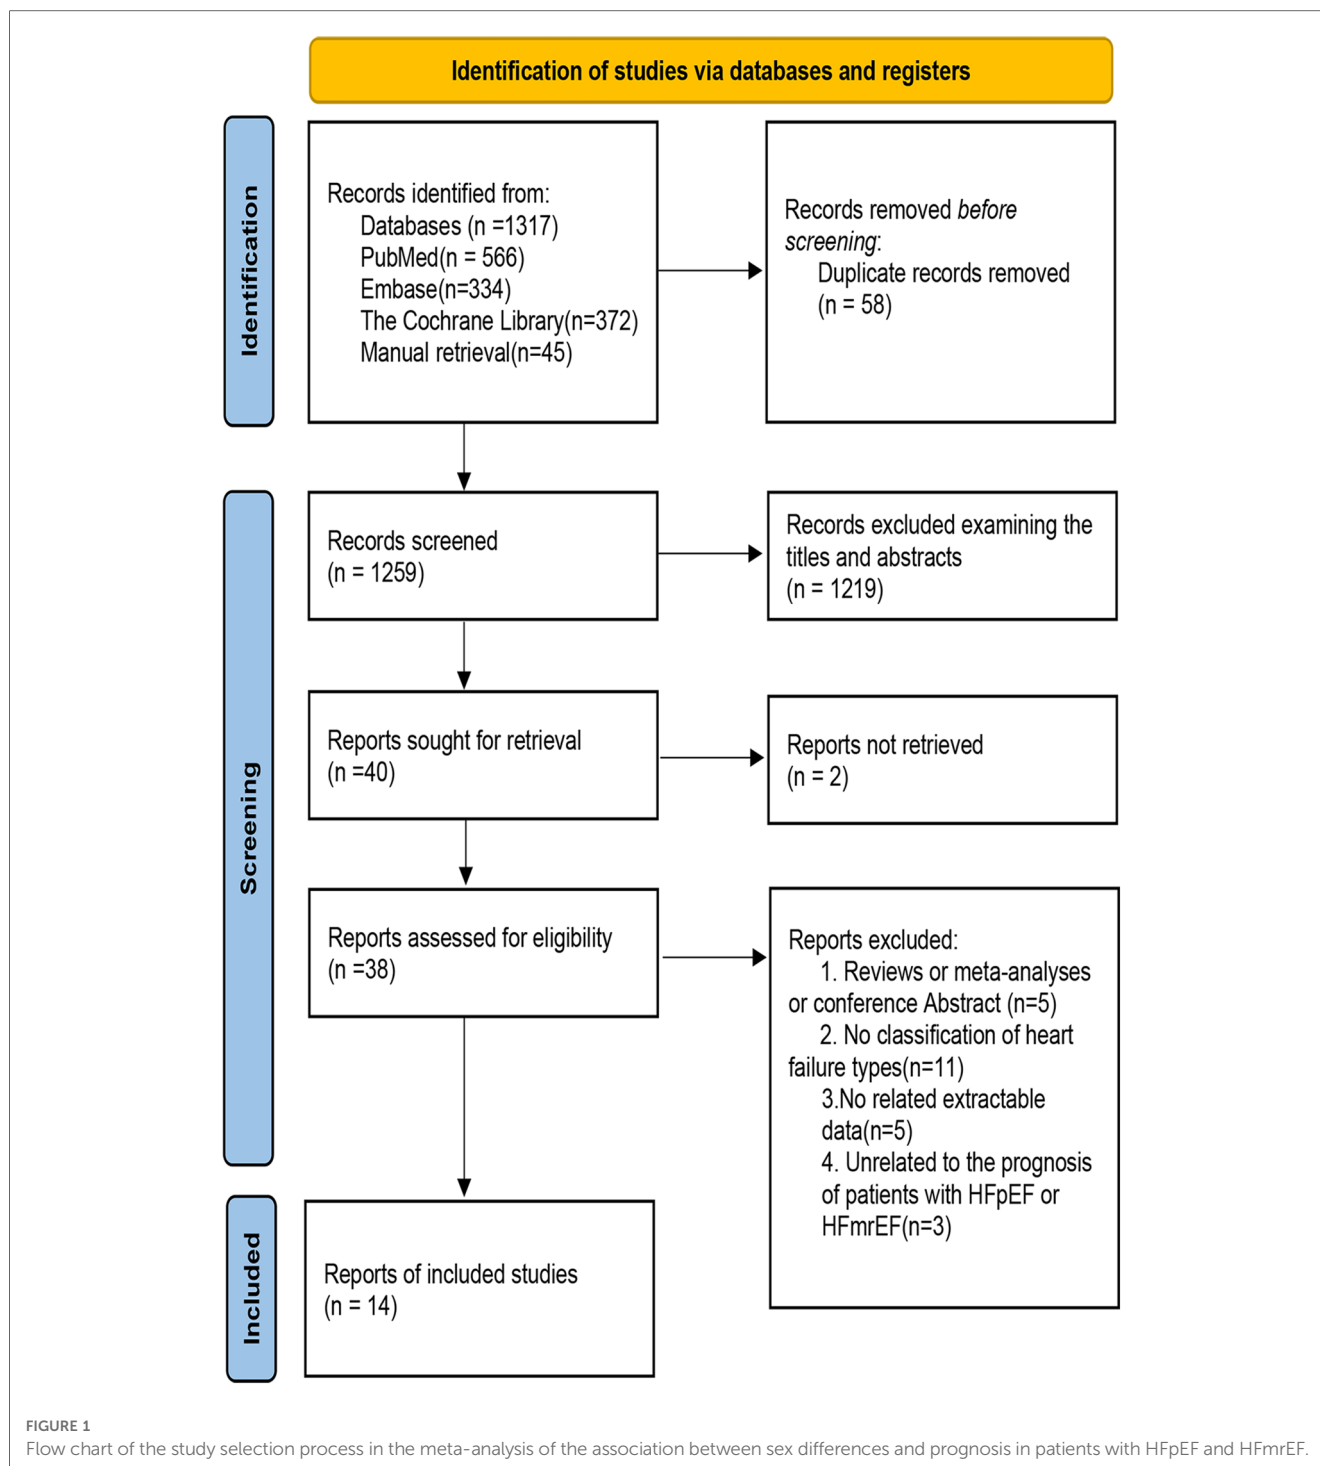 Identification of studies via databases and registers
Identification
Records identified from:
Databases (n =1317)
PubMed(n = 566)
Embase(n=334)
The Cochrane Library(n=372)
Manual retrieval(n=45)
Records removed before
screening:
Duplicate records removed
(n = 58)
Screening
Records screened
(n = 1259)
Records excluded examining the
titles and abstracts
(n = 1219)
Reports sought for retrieval
(n =40)
Reports not retrieved
(n = 2)
Reports assessed for eligibility
(n =38)
Reports excluded:
1. Reviews or meta-analyses
or conference Abstract (n=5)
2. No classification of heart
failure types(n=11)
3.No related extractable
data(n=5)
4. Unrelated to the prognosis
of patients with HFpEF or
HFmrEF(n=3)
Included
Reports of included studies
(n = 14)
FIGURE 1
Flow chart of the study selection process in the meta-analysis of the association between sex differences and prognosis in patients with HFpEF and HFmrEF.